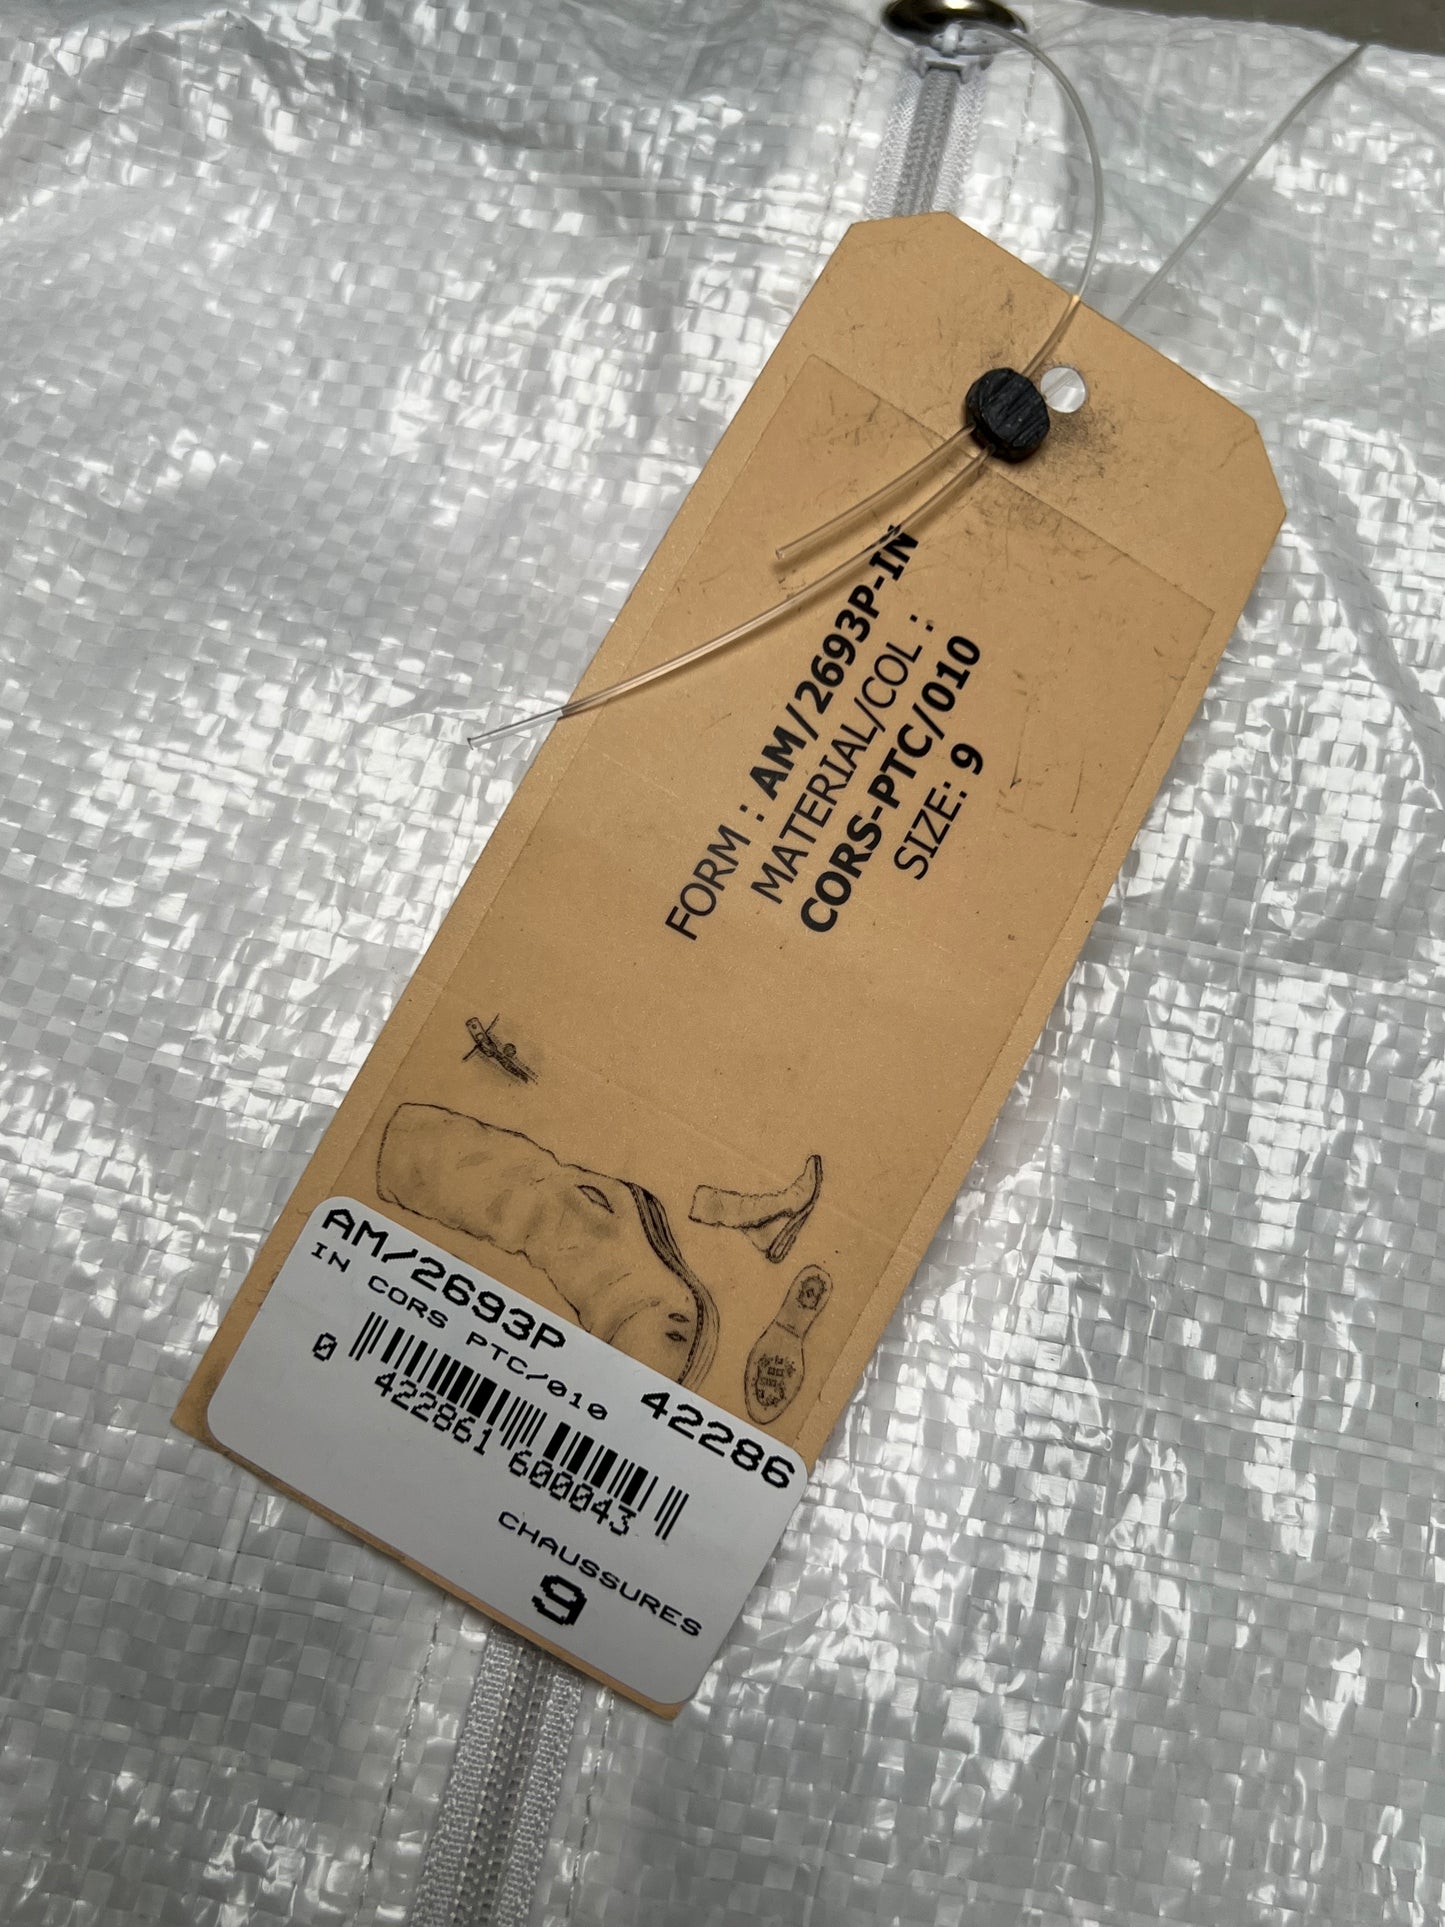 FORM : AM/2693P-IN
MATERIAL/COL :
CORS-PTC/010
SIZE: 9
AM/2693P 42286
IN CORS PTC/010
0 422861 600043
CHAUSSURES
9